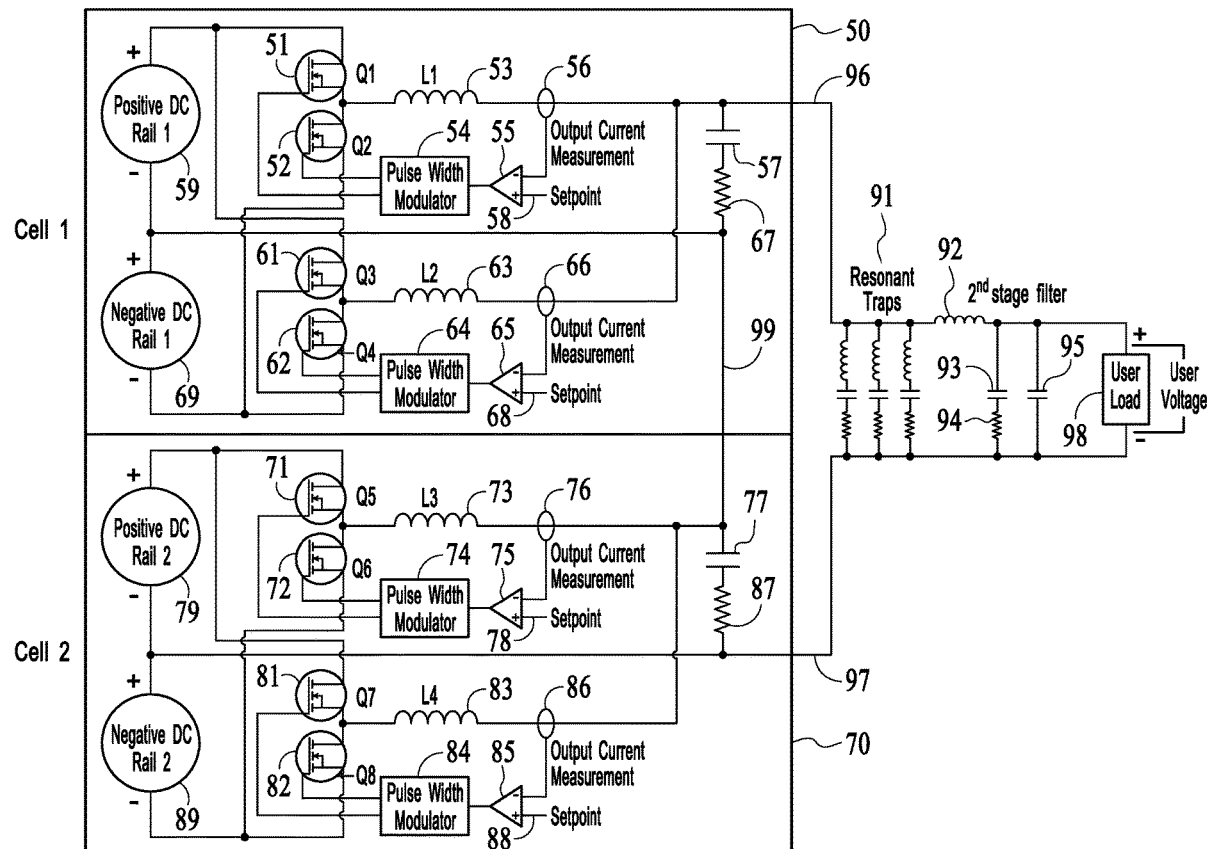 50
51
Q1
L1
53
56
96
+
Positive DC
Rail 1
-
59
52
Q2
54
55
Output Current
Measurement
57
Pulse Width
Modulator
-
+
58
Setpoint
67
91
Cell 1
+
Negative DC
Rail 1
-
69
61
Q3
L2
63
66
Resonant
Traps
92
2nd stage filter
62
Q4
64
65
Output Current
Measurement
99
Pulse Width
Modulator
-
+
68
Setpoint
93
94
95
User
Load
98
+
User
Voltage
-
71
Q5
L3
73
76
77
+
Positive DC
Rail 2
-
79
72
Q6
74
75
Output Current
Measurement
Pulse Width
Modulator
-
+
78
Setpoint
87
Cell 2
97
+
Negative DC
Rail 2
-
89
81
Q7
L4
83
86
82
Q8
84
85
Output Current
Measurement
70
Pulse Width
Modulator
-
+
88
Setpoint